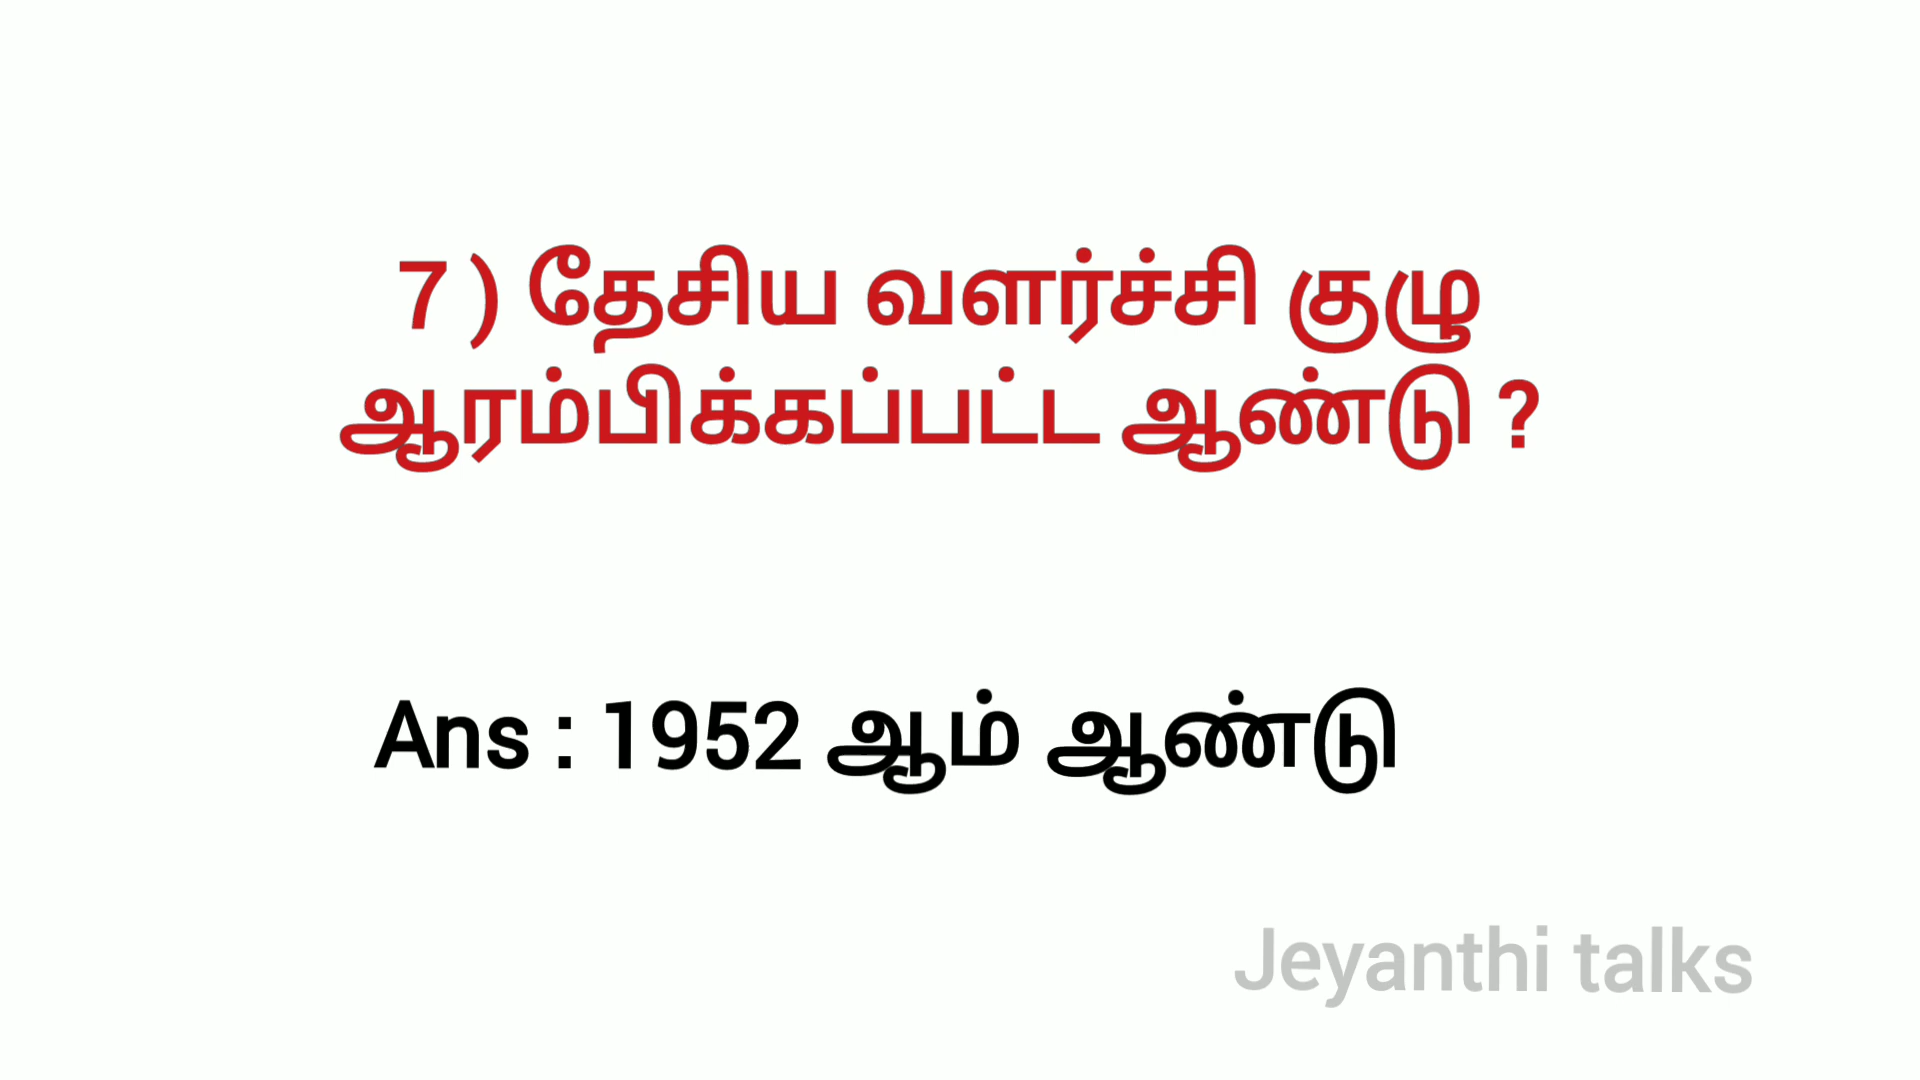 7 ) தேசிய வளர்ச்சி குழு
ஆரம்பிக்கப்பட்ட ஆண்டு ?
Ans : 1952 ஆம் ஆண்டு
Jeyanthi talks